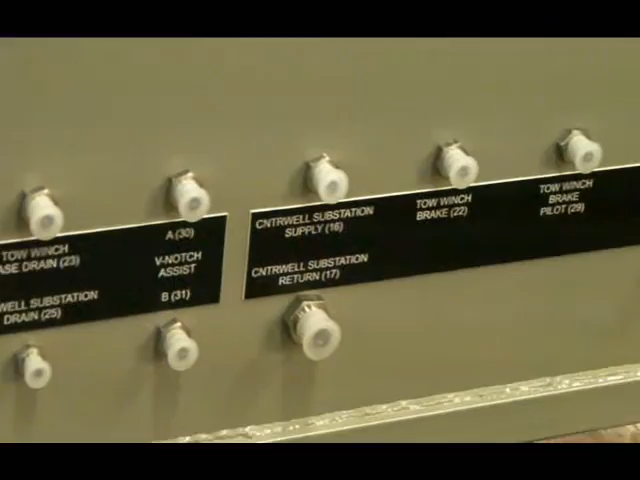 TOW WINCH
ASE DRAIN (23)
WELL SUBSTATION
DRAIN (25)
A (30)
V-NOTCH
ASSIST
B (31)
CNTRWELL SUBSTATION
SUPPLY (16)
CNTRWELL SUBSTATION
RETURN (17)
TOW WINCH
BRAKE (22)
TOW WINCH
BRAKE
PILOT (29)